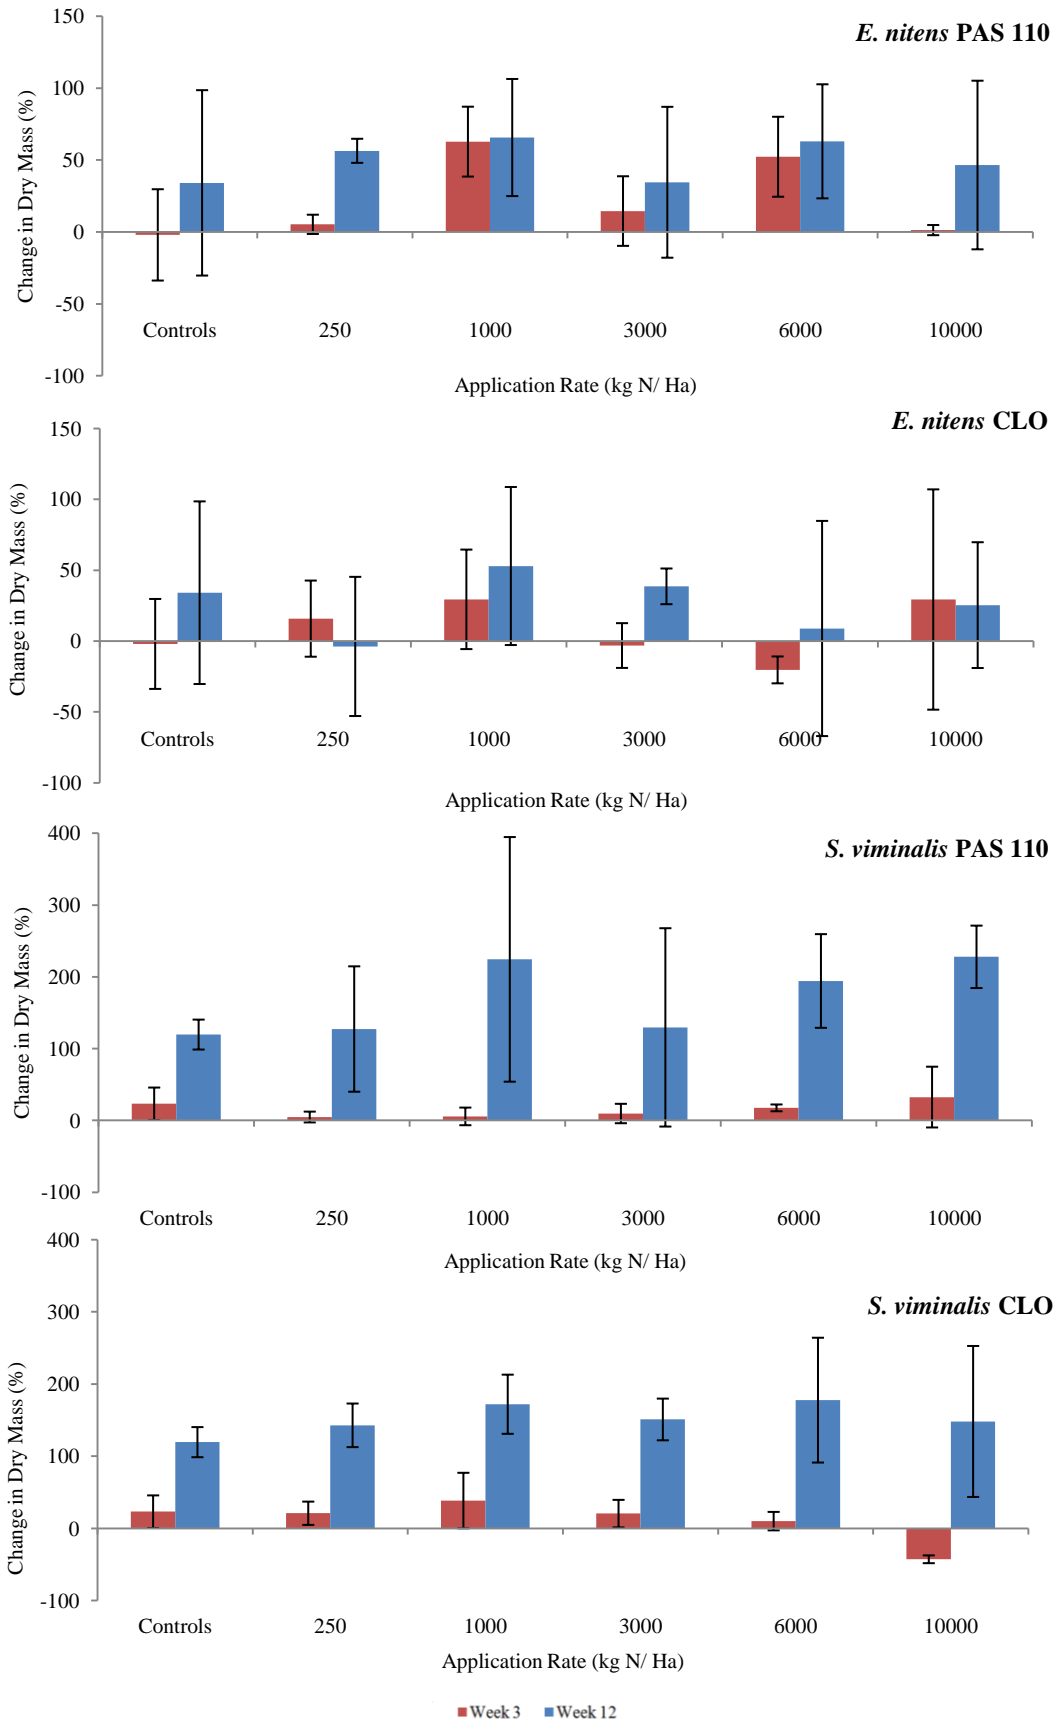 E. nitens PAS 110
Change in Dry Mass (%)
150
100
50
0
-50
-100
Controls 250 1000 3000 6000 10000
Application Rate (kg N/ Ha)
E. nitens CLO
Change in Dry Mass (%)
150
100
50
0
-50
-100
Controls 250 1000 3000 6000 10000
Application Rate (kg N/ Ha)
S. viminalis PAS 110
Change in Dry Mass (%)
400
300
200
100
0
-100
Controls 250 1000 3000 6000 10000
Application Rate (kg N/ Ha)
S. viminalis CLO
Change in Dry Mass (%)
400
300
200
100
0
-100
Controls 250 1000 3000 6000 10000
Application Rate (kg N/ Ha)
Week 3 Week 12